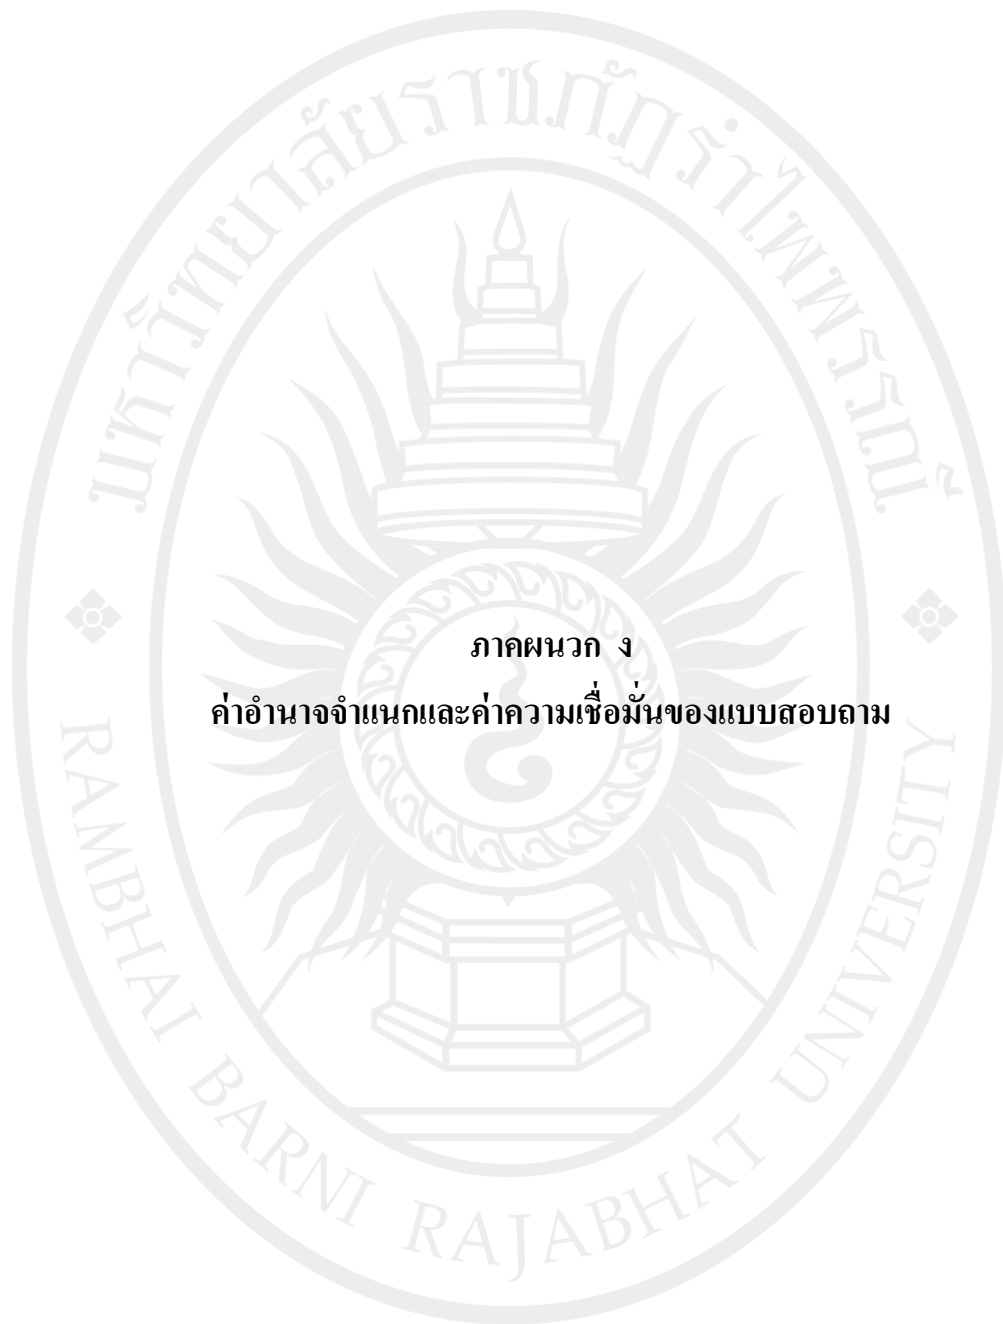 มหาวิทยาลัยราชภัฏรำไพพรรณี
ภาคผนวก ง
ค่าอำนาจจำแนกและค่าความเชื่อมั่นของแบบสอบถาม
RAMBHAI BARNI RAJABHAT UNIVERSITY